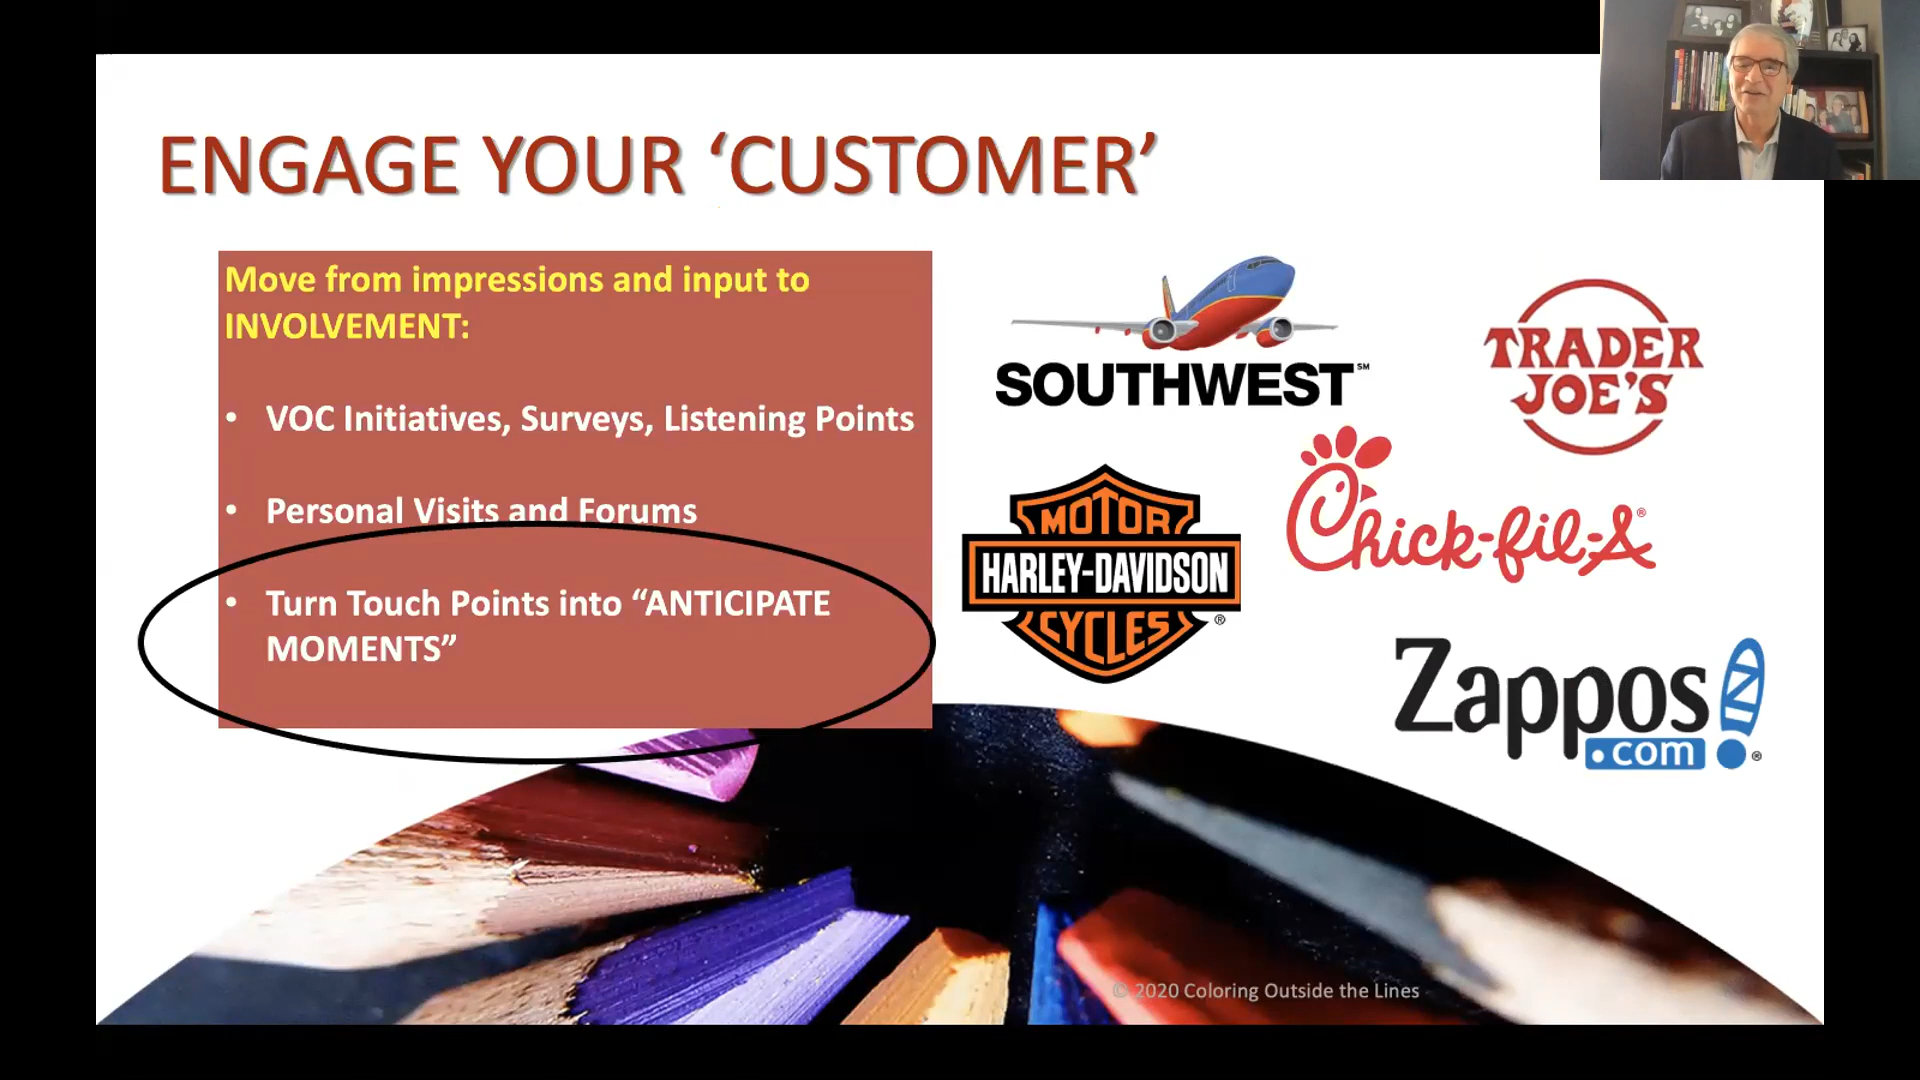 ENGAGE YOUR ‘CUSTOMER’
Move from impressions and input to
INVOLVEMENT:
• VOC Initiatives, Surveys, Listening Points
• Personal Visits and Forums
• Turn Touch Points into “ANTICIPATE
MOMENTS”
SOUTHWEST℠
TRADER
JOE'S
MOTOR
HARLEY-DAVIDSON
CYCLES
®
Chick-fil-A®
Zappos
.com
®
© 2020 Coloring Outside the Lines